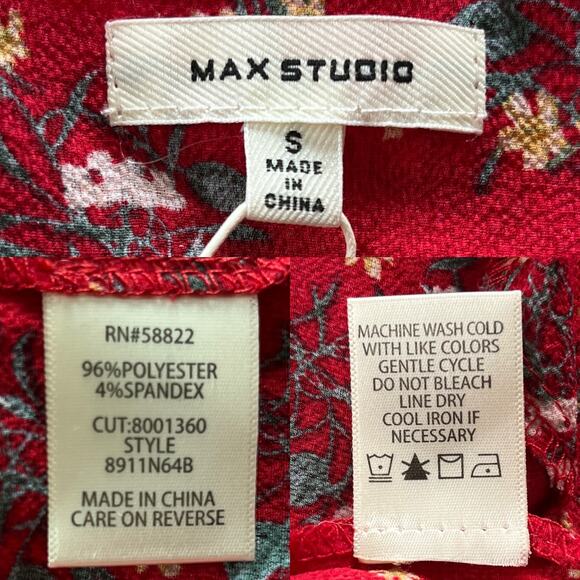 MAX STUDIO
S
MADE
IN
CHINA
RN#58822
96%POLYESTER
4%SPANDEX
CUT:8001360
STYLE
8911N64B
MADE IN CHINA
CARE ON REVERSE
MACHINE WASH COLD
WITH LIKE COLORS
GENTLE CYCLE
DO NOT BLEACH
LINE DRY
COOL IRON IF
NECESSARY